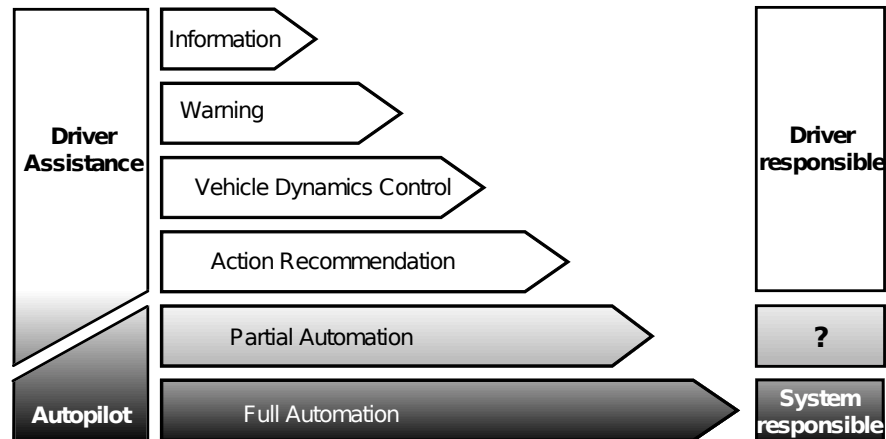 Information
Warning
Driver
Assistance
Driver
responsible
Vehicle Dynamics Control
Action Recommendation
Partial Automation
?
Autopilot
Full Automation
System
responsible